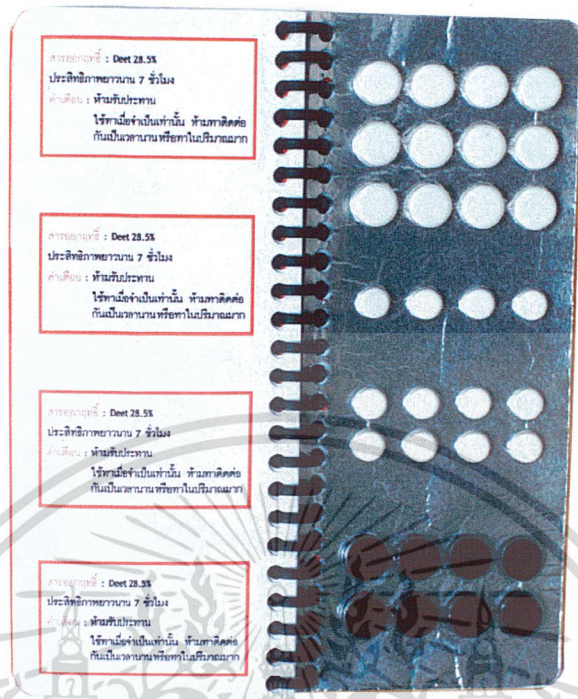 สารออกฤทธิ์ : Deet 28.5%
ประสิทธิภาพยาวนาน 7 ชั่วโมง
คำเตือน : ห้ามรับประทาน
ใช้ทาเมื่อจำเป็นเท่านั้น ห้ามทาติดต่อ
กันเป็นเวลานานหรือทาในปริมาณมาก
สารออกฤทธิ์ : Deet 28.5%
ประสิทธิภาพยาวนาน 7 ชั่วโมง
คำเตือน : ห้ามรับประทาน
ใช้ทาเมื่อจำเป็นเท่านั้น ห้ามทาติดต่อ
กันเป็นเวลานานหรือทาในปริมาณมาก
สารออกฤทธิ์ : Deet 28.5%
ประสิทธิภาพยาวนาน 7 ชั่วโมง
คำเตือน : ห้ามรับประทาน
ใช้ทาเมื่อจำเป็นเท่านั้น ห้ามทาติดต่อ
กันเป็นเวลานานหรือทาในปริมาณมาก
สารออกฤทธิ์ : Deet 28.5%
ประสิทธิภาพยาวนาน 7 ชั่วโมง
คำเตือน : ห้ามรับประทาน
ใช้ทาเมื่อจำเป็นเท่านั้น ห้ามทาติดต่อ
กันเป็นเวลานานหรือทาในปริมาณมาก